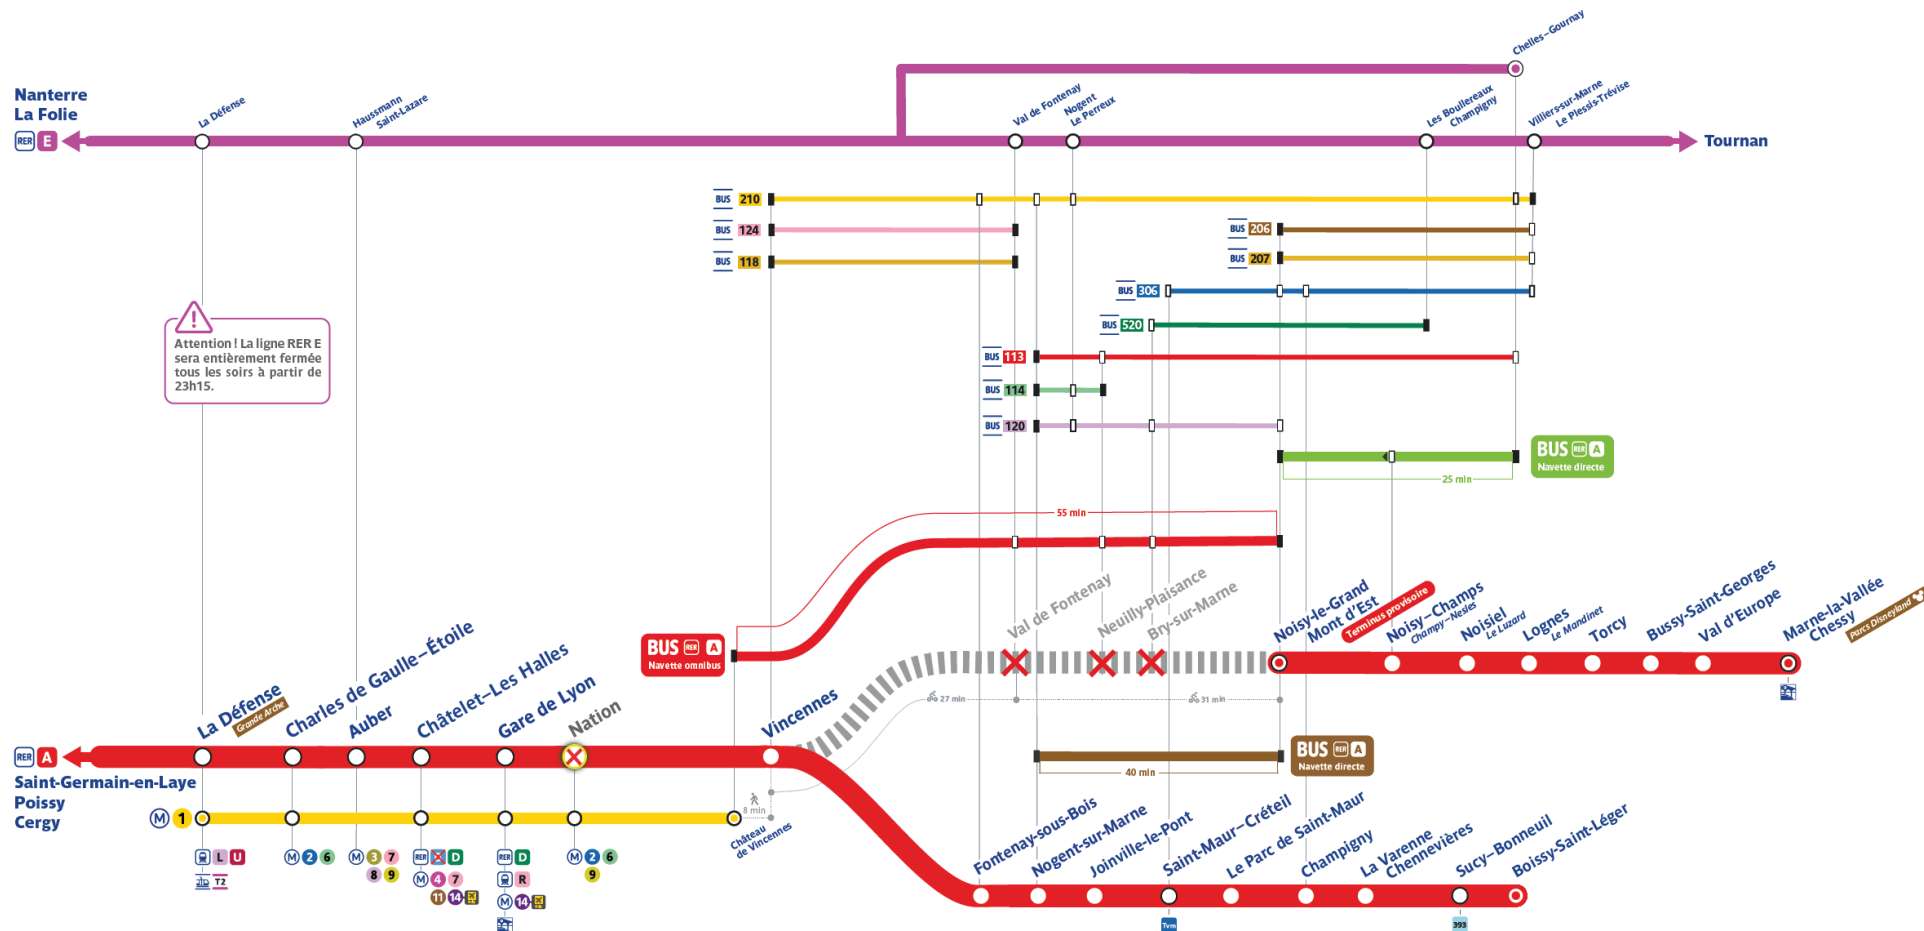 Chelles–Gournay
Nanterre
La Folie
RER E
La Défense
Haussmann
Saint-Lazare
Val de Fontenay
Nogent
Le Perreux
Les Boullereaux
Champigny
Villiers-sur-Marne
Le Plessis-Trévise
Tournan
BUS 210
BUS 124
BUS 206
BUS 118
BUS 207
BUS 306
BUS 520
BUS 113
BUS 114
BUS 120
Attention ! La ligne RER E
sera entièrement fermée
tous les soirs à partir de
23h15.
BUS RER A
Navette directe
25 min
55 min
BUS RER A
Navette omnibus
Val de Fontenay
Neuilly-Plaisance
Bry-sur-Marne
Noisy-le-Grand
Mont d'Est
Terminus provisoire
Noisy–Champs
Champy–Nesles
Noisiel
Le Luzard
Lognes
Le Mandinet
Torcy
Bussy-Saint-Georges
Val d'Europe
Marne-la-Vallée
Chessy
Parcs Disneyland
27 min
31 min
La Défense
Grande Arche
Charles de Gaulle–Étoile
Auber
Châtelet–Les Halles
Gare de Lyon
Nation
Vincennes
RER A
Saint-Germain-en-Laye
Poissy
Cergy
BUS RER A
Navette directe
40 min
M 1
8 min
Château
de Vincennes
Fontenay-sous-Bois
Nogent-sur-Marne
Joinville-le-Pont
Saint-Maur–Créteil
Le Parc de Saint-Maur
Champigny
La Varenne
Chennevières
Sucy–Bonneuil
Boissy-Saint-Léger
L U
T2
M 2 6
M 3 7
8 9
RER D
M 4 7
11 14
RER D
R
M 14
M 2 6
9
Tvm
393